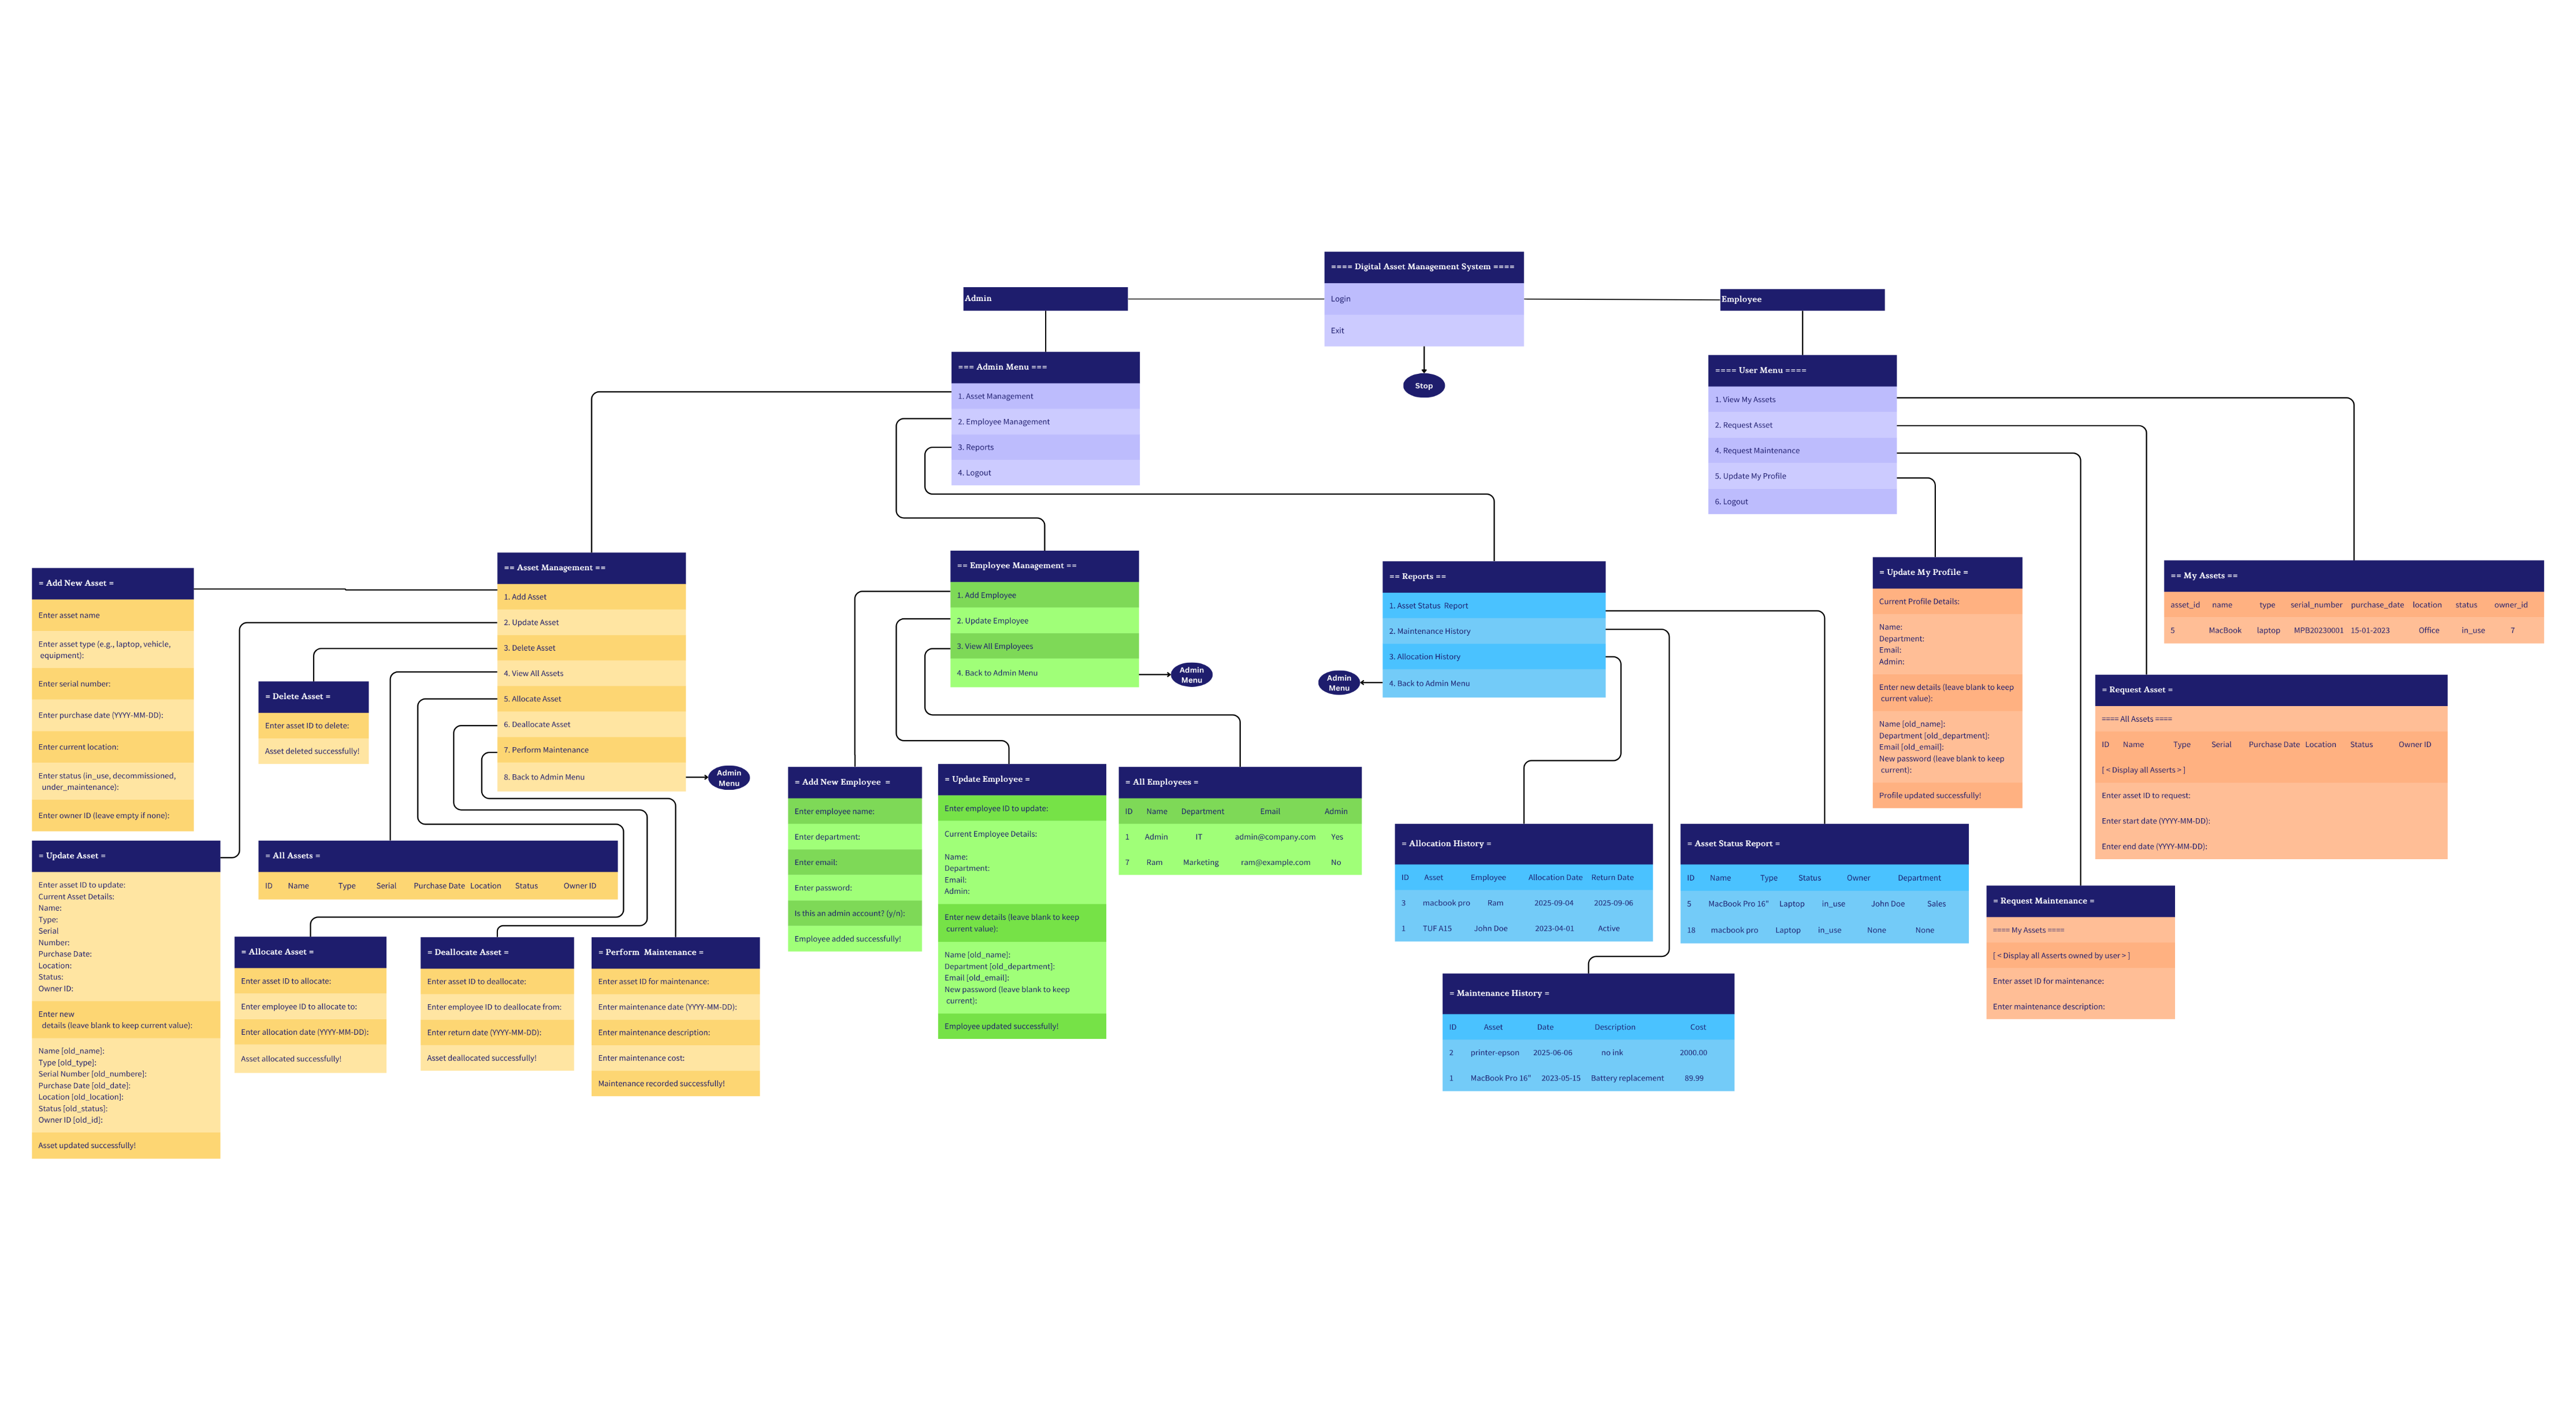 ==== Digital Asset Management System ====
Login
Exit
Stop
Admin
Employee
=== Admin Menu ===
1. Asset Management
2. Employee Management
3. Reports
4. Logout
==== User Menu ====
1. View My Assets
2. Request Asset
4. Request Maintenance
5. Update My Profile
6. Logout
== Asset Management ==
1. Add Asset
2. Update Asset
3. Delete Asset
4. View All Assets
5. Allocate Asset
6. Deallocate Asset
7. Perform Maintenance
8. Back to Admin Menu
Admin
Menu
= Add New Asset =
Enter asset name
Enter asset type (e.g., laptop, vehicle,
equipment):
Enter serial number:
Enter purchase date (YYYY-MM-DD):
Enter current location:
Enter status (in_use, decommissioned,
under_maintenance):
Enter owner ID (leave empty if none):
= Delete Asset =
Enter asset ID to delete:
Asset deleted successfully!
= Update Asset =
Enter asset ID to update:
Current Asset Details:
Name:
Type:
Serial
Number:
Purchase Date:
Location:
Status:
Owner ID:
Enter new
details (leave blank to keep current value):
Name [old_name]:
Type [old_type]:
Serial Number [old_numbere]:
Purchase Date [old_date]:
Location [old_location]:
Status [old_status]:
Owner ID [old_id]:
Asset updated successfully!
= All Assets =
ID Name Type Serial Purchase Date Location Status Owner ID
= Allocate Asset =
Enter asset ID to allocate:
Enter employee ID to allocate to:
Enter allocation date (YYYY-MM-DD):
Asset allocated successfully!
= Deallocate Asset =
Enter asset ID to deallocate:
Enter employee ID to deallocate from:
Enter return date (YYYY-MM-DD):
Asset deallocated successfully!
= Perform Maintenance =
Enter asset ID for maintenance:
Enter maintenance date (YYYY-MM-DD):
Enter maintenance description:
Enter maintenance cost:
Maintenance recorded successfully!
== Employee Management ==
1. Add Employee
2. Update Employee
3. View All Employees
4. Back to Admin Menu
Admin
Menu
= Add New Employee =
Enter employee name:
Enter department:
Enter email:
Enter password:
Is this an admin account? (y/n):
Employee added successfully!
= Update Employee =
Enter employee ID to update:
Current Employee Details:
Name:
Department:
Email:
Admin:
Enter new details (leave blank to keep
current value):
Name [old_name]:
Department [old_department]:
Email [old_email]:
New password (leave blank to keep
current):
Employee updated successfully!
= All Employees =
ID Name Department Email Admin
1 Admin IT admin@company.com Yes
7 Ram Marketing ram@example.com No
== Reports ==
1. Asset Status Report
2. Maintenance History
3. Allocation History
4. Back to Admin Menu
Admin
Menu
= Allocation History =
ID Asset Employee Allocation Date Return Date
3 macbook pro Ram 2025-09-04 2025-09-06
1 TUF A15 John Doe 2023-04-01 Active
= Asset Status Report =
ID Name Type Status Owner Department
5 MacBook Pro 16" Laptop in_use John Doe Sales
18 macbook pro Laptop in_use None None
= Maintenance History =
ID Asset Date Description Cost
2 printer-epson 2025-06-06 no ink 2000.00
1 MacBook Pro 16" 2023-05-15 Battery replacement 89.99
= Update My Profile =
Current Profile Details:
Name:
Department:
Email:
Admin:
Enter new details (leave blank to keep
current value):
Name [old_name]:
Department [old_department]:
Email [old_email]:
New password (leave blank to keep
current):
Profile updated successfully!
== My Assets ==
asset_id name type serial_number purchase_date location status owner_id
5 MacBook laptop MPB20230001 15-01-2023 Office in_use 7
= Request Asset =
==== All Assets ====
ID Name Type Serial Purchase Date Location Status Owner ID
[ < Display all Asserts > ]
Enter asset ID to request:
Enter start date (YYYY-MM-DD):
Enter end date (YYYY-MM-DD):
= Request Maintenance =
==== My Assets ====
[ < Display all Asserts owned by user > ]
Enter asset ID for maintenance:
Enter maintenance description: